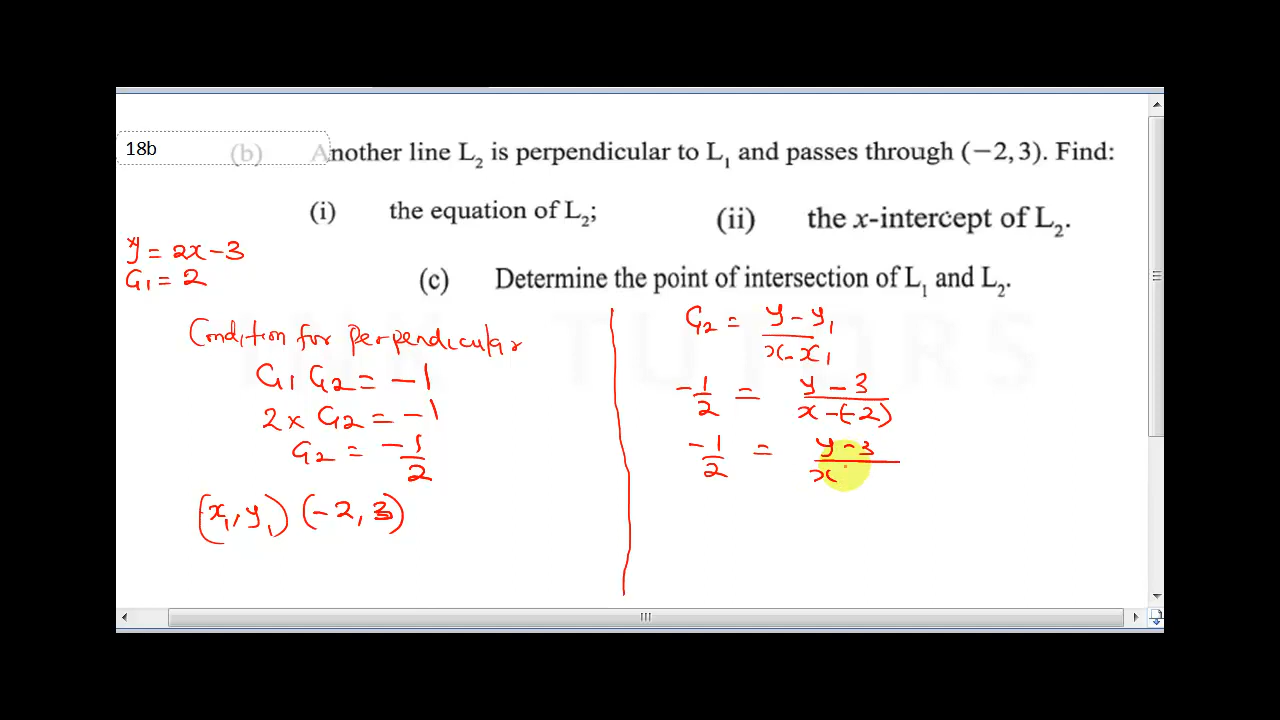 18b (b) Another line L₂ is perpendicular to L₁ and passes through (−2, 3). Find:
(i) the equation of L₂; (ii) the x-intercept of L₂.
y = 2x − 3
G₁ = 2
(c) Determine the point of intersection of L₁ and L₂.
Condition for perpendicular
G₁ G₂ = −1
2 x G₂ = −1
G₂ = −1/2
(x₁, y₁) (−2, 3)
G₂ = y − y₁ / x − x₁
−1/2 = y − 3 / x − (−2)
−1/2 = y − 3 / x
TUTORS